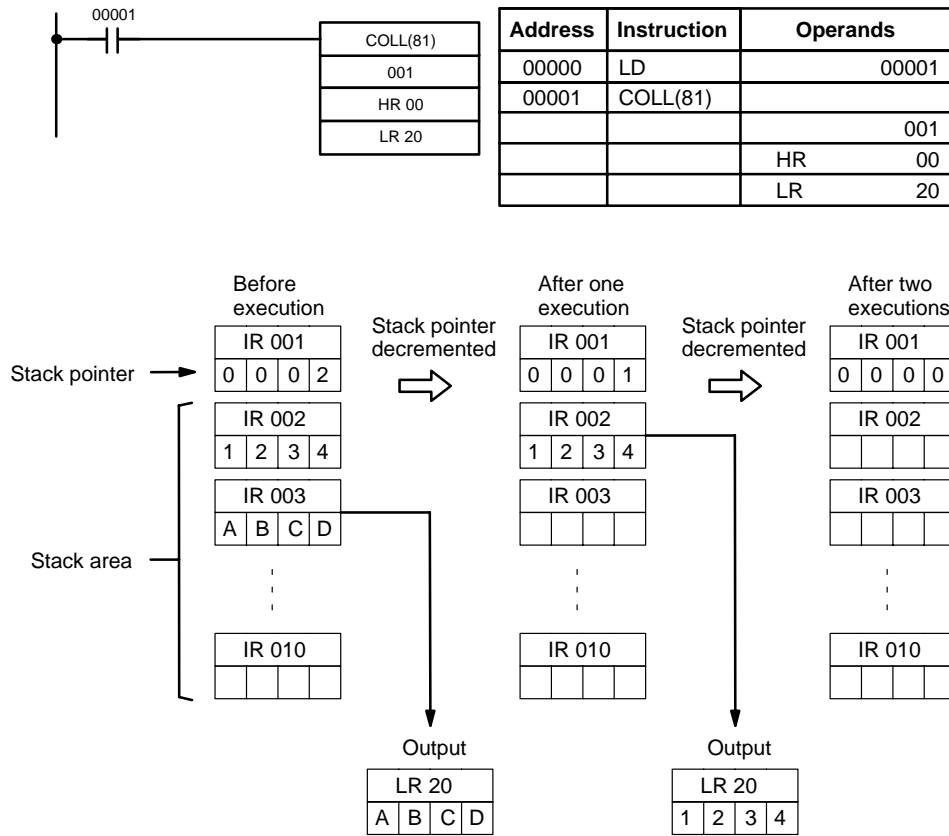 00001
COLL(81)
001
HR 00
LR 20
Address Instruction Operands
00000 LD 00001
00001 COLL(81)
001
HR 00
LR 20
Before execution
After one execution
After two executions
Stack pointer decremented
Stack pointer decremented
IR 001
IR 001
IR 001
Stack pointer
0 0 0 2
0 0 0 1
0 0 0 0
IR 002
IR 002
IR 002
1 2 3 4
1 2 3 4
IR 003
IR 003
IR 003
A B C D
Stack area
IR 010
IR 010
IR 010
Output
Output
LR 20
LR 20
A B C D
1 2 3 4